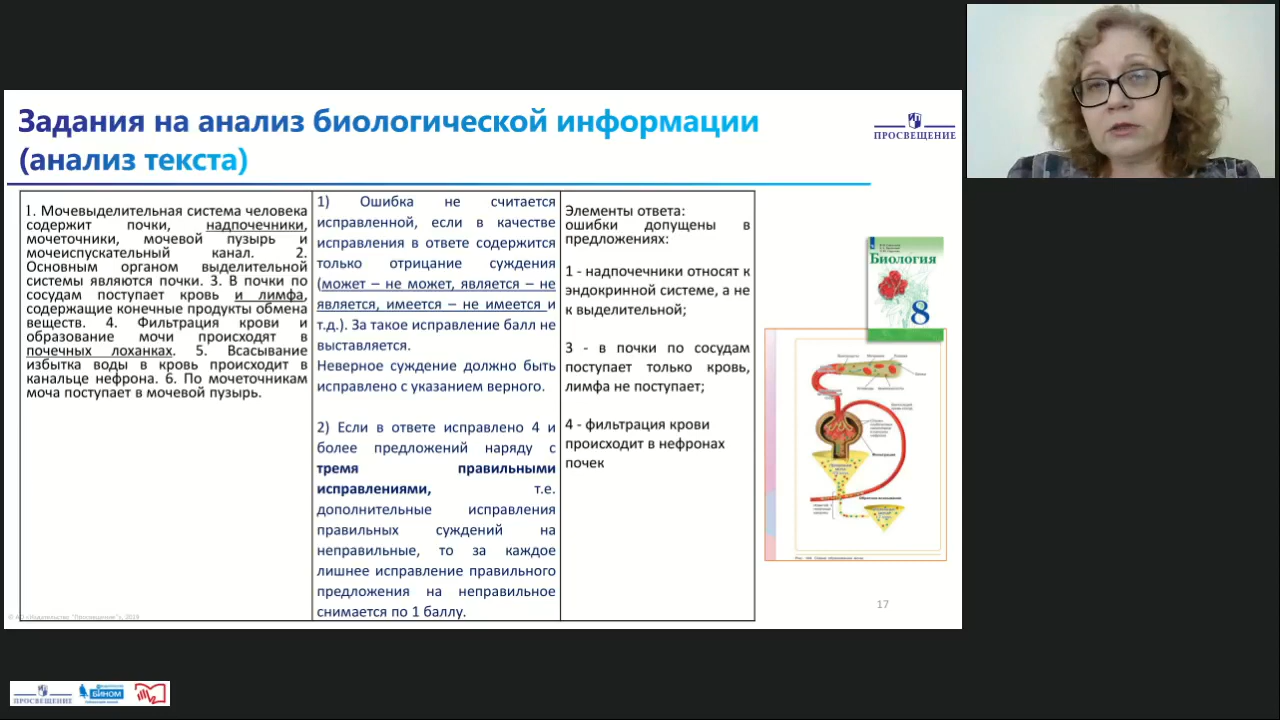 Задания на анализ биологической информации
(анализ текста)
ПРОСВЕЩЕНИЕ
1. Мочевыделительная система человека
содержит почки, надпочечники,
мочеточники, мочевой пузырь и
мочеиспускательный канал. 2.
Основным органом выделительной
системы являются почки. 3. В почки по
сосудам поступает кровь и лимфа,
содержащие конечные продукты обмена
веществ. 4. Фильтрация крови и
образование мочи происходят в
почечных лоханках. 5. Всасывание
избытка воды в кровь происходит в
канальце нефрона. 6. По мочеточникам
моча поступает в мочевой пузырь.
1) Ошибка не считается
исправленной, если в качестве
исправления в ответе содержится
только отрицание суждения
(может – не может, является – не
является, имеется – не имеется и
т.д.). За такое исправление балл не
выставляется.
Неверное суждение должно быть
исправлено с указанием верного.
2) Если в ответе исправлено 4 и
более предложений наряду с
тремя правильными
исправлениями, т.е.
дополнительные исправления
правильных суждений на
неправильные, то за каждое
лишнее исправление правильного
предложения на неправильное
снимается по 1 баллу.
Элементы ответа:
ошибки допущены в
предложениях:
1 - надпочечники относят к
эндокринной системе, а не
к выделительной;
3 - в почки по сосудам
поступает только кровь,
лимфа не поступает;
4 - фильтрация крови
происходит в нефронах
почек
Биология
8
17
© АО «Издательство "Просвещение"», 2019
ПРОСВЕЩЕНИЕ
БИНОМ